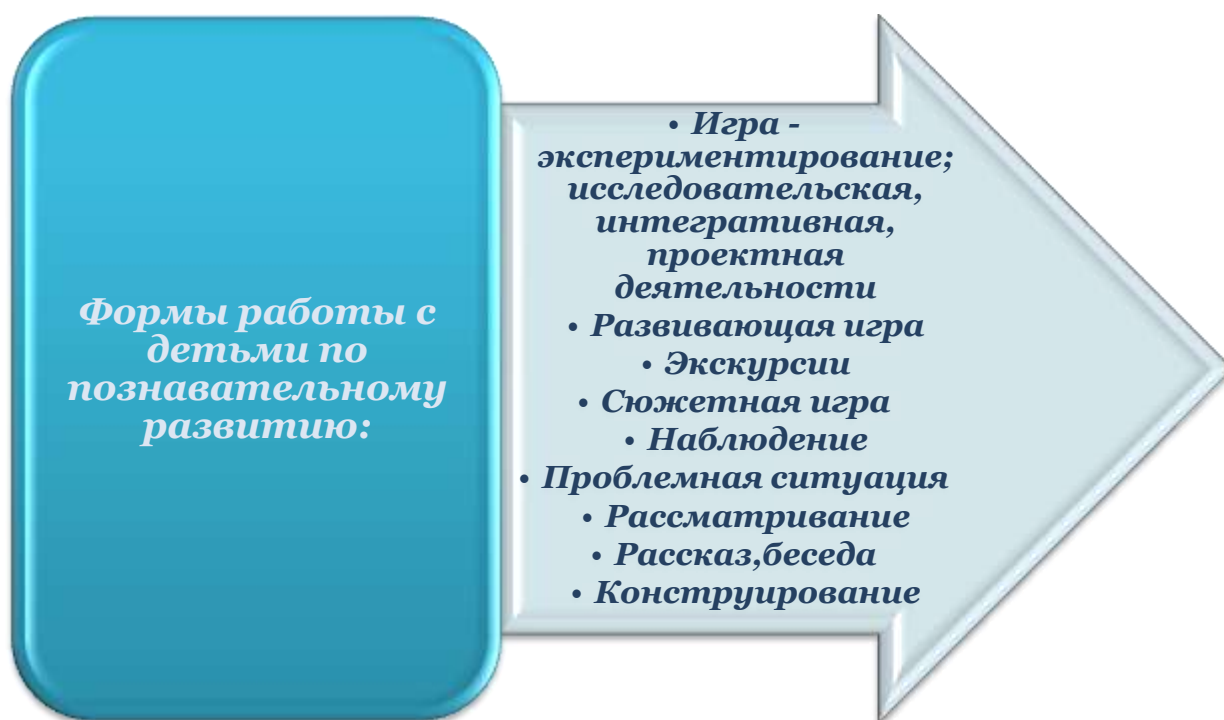 Формы работы с
детьми по
познавательному
развитию:
• Игра -
экспериментирование;
исследовательская,
интегративная,
проектная
деятельности
• Развивающая игра
• Экскурсии
• Сюжетная игра
• Наблюдение
• Проблемная ситуация
• Рассматривание
• Рассказ,беседа
• Конструирование